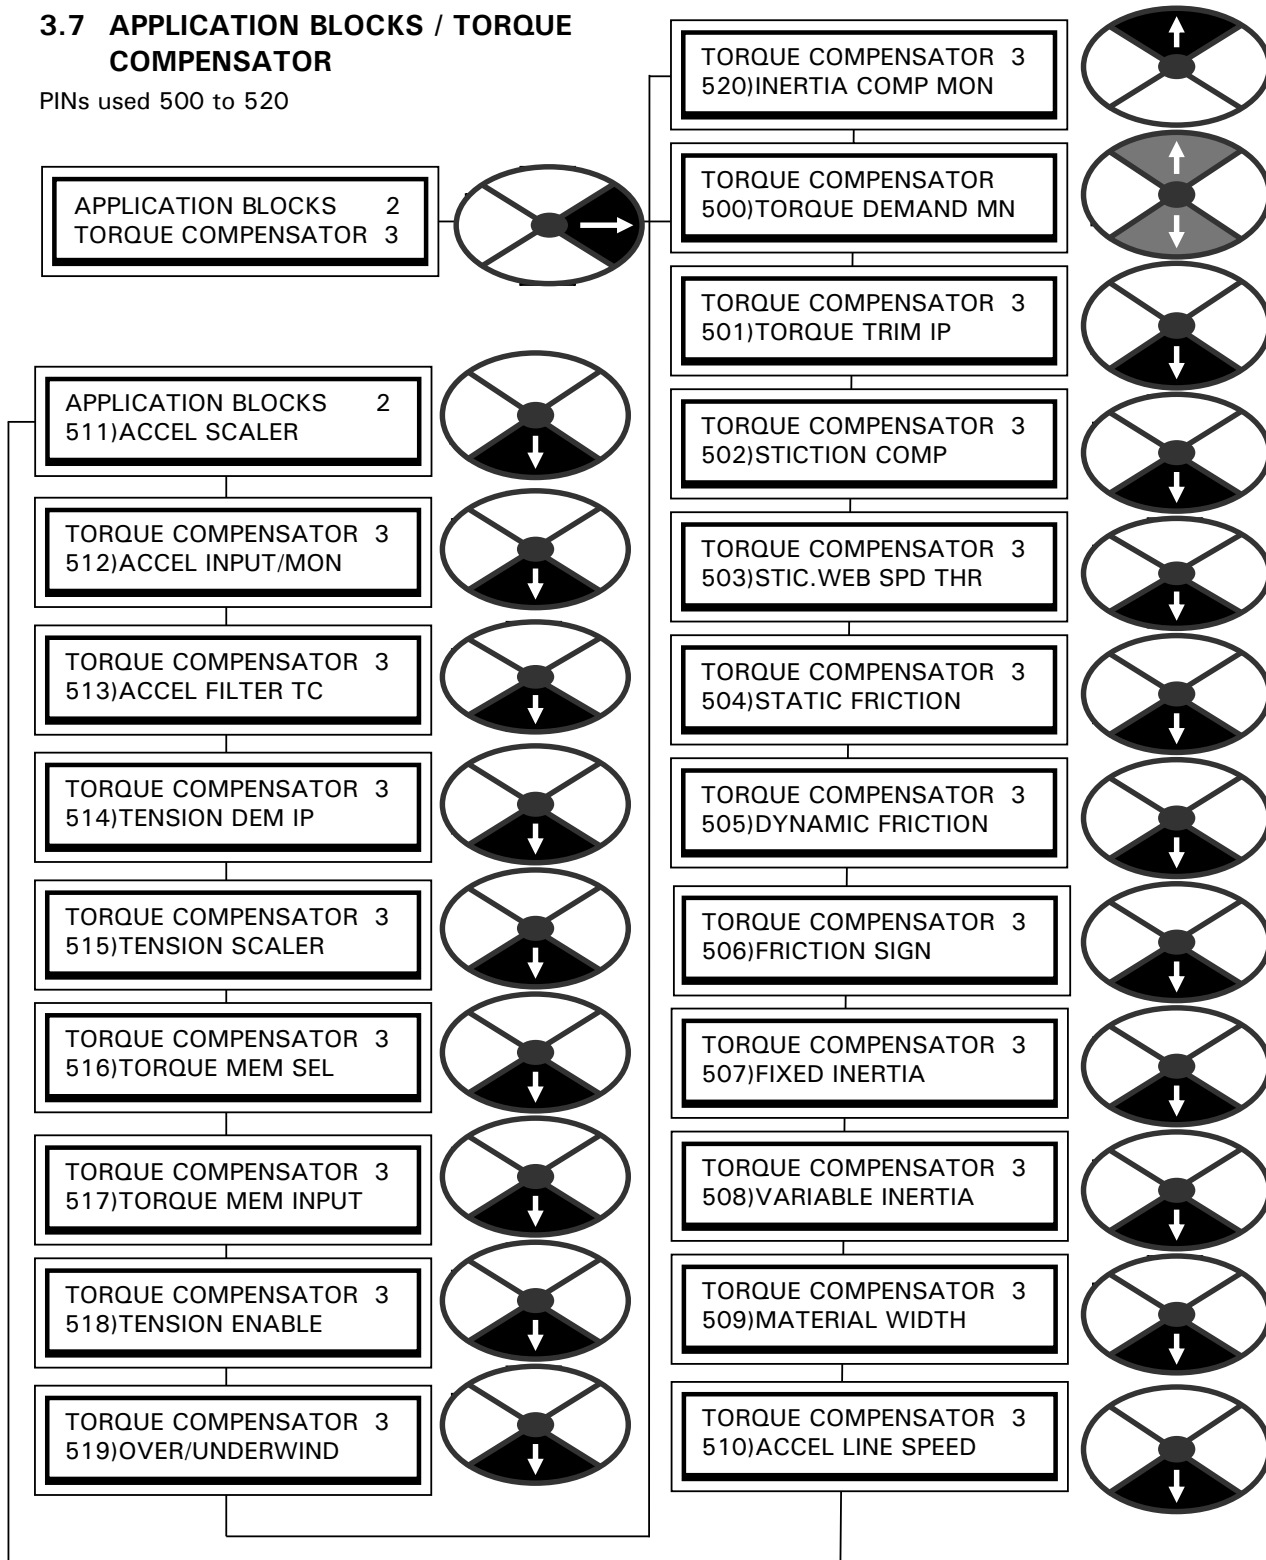 3.7 APPLICATION BLOCKS / TORQUE
COMPENSATOR
PINs used 500 to 520
APPLICATION BLOCKS 2
TORQUE COMPENSATOR 3
APPLICATION BLOCKS 2
511)ACCEL SCALER
TORQUE COMPENSATOR 3
512)ACCEL INPUT/MON
TORQUE COMPENSATOR 3
513)ACCEL FILTER TC
TORQUE COMPENSATOR 3
514)TENSION DEM IP
TORQUE COMPENSATOR 3
515)TENSION SCALER
TORQUE COMPENSATOR 3
516)TORQUE MEM SEL
TORQUE COMPENSATOR 3
517)TORQUE MEM INPUT
TORQUE COMPENSATOR 3
518)TENSION ENABLE
TORQUE COMPENSATOR 3
519)OVER/UNDERWIND
TORQUE COMPENSATOR 3
520)INERTIA COMP MON
TORQUE COMPENSATOR
500)TORQUE DEMAND MN
TORQUE COMPENSATOR 3
501)TORQUE TRIM IP
TORQUE COMPENSATOR 3
502)STICTION COMP
TORQUE COMPENSATOR 3
503)STIC.WEB SPD THR
TORQUE COMPENSATOR 3
504)STATIC FRICTION
TORQUE COMPENSATOR 3
505)DYNAMIC FRICTION
TORQUE COMPENSATOR 3
506)FRICTION SIGN
TORQUE COMPENSATOR 3
507)FIXED INERTIA
TORQUE COMPENSATOR 3
508)VARIABLE INERTIA
TORQUE COMPENSATOR 3
509)MATERIAL WIDTH
TORQUE COMPENSATOR 3
510)ACCEL LINE SPEED